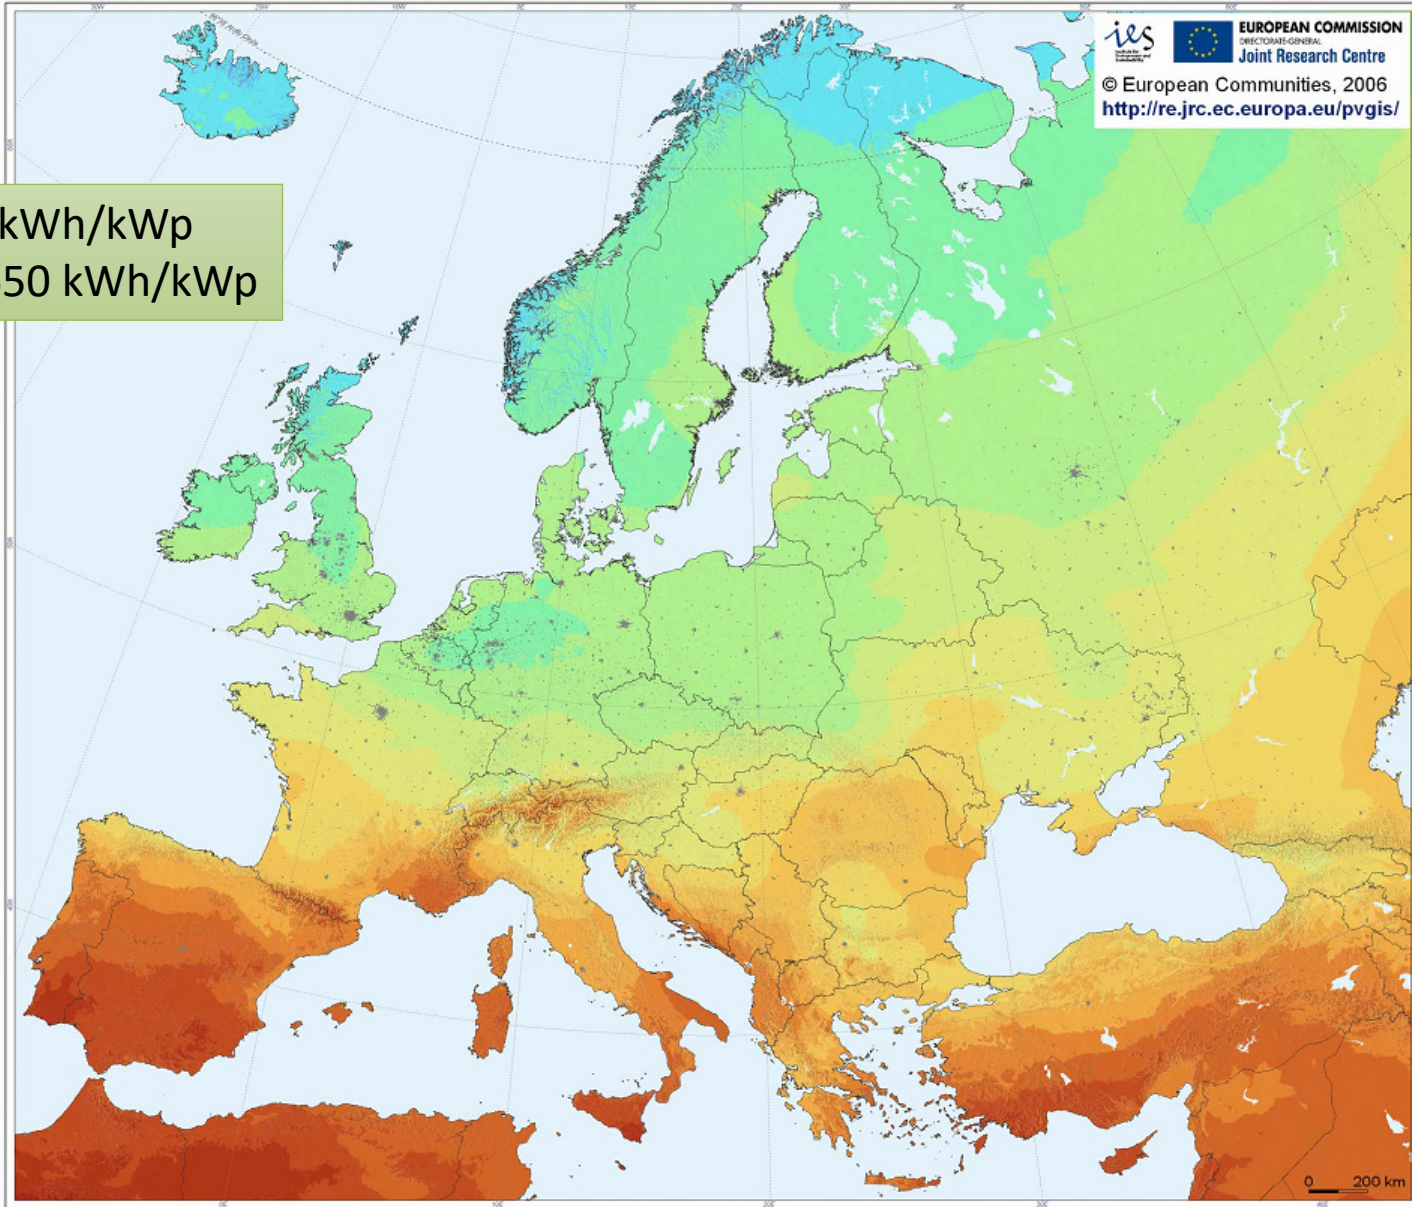 ies
EUROPEAN COMMISSION
DIRECTORATE-GENERAL
Joint Research Centre
© European Communities, 2006
http://re.jrc.ec.europa.eu/pvgis/
kWh/kWp
50 kWh/kWp
0 200 km